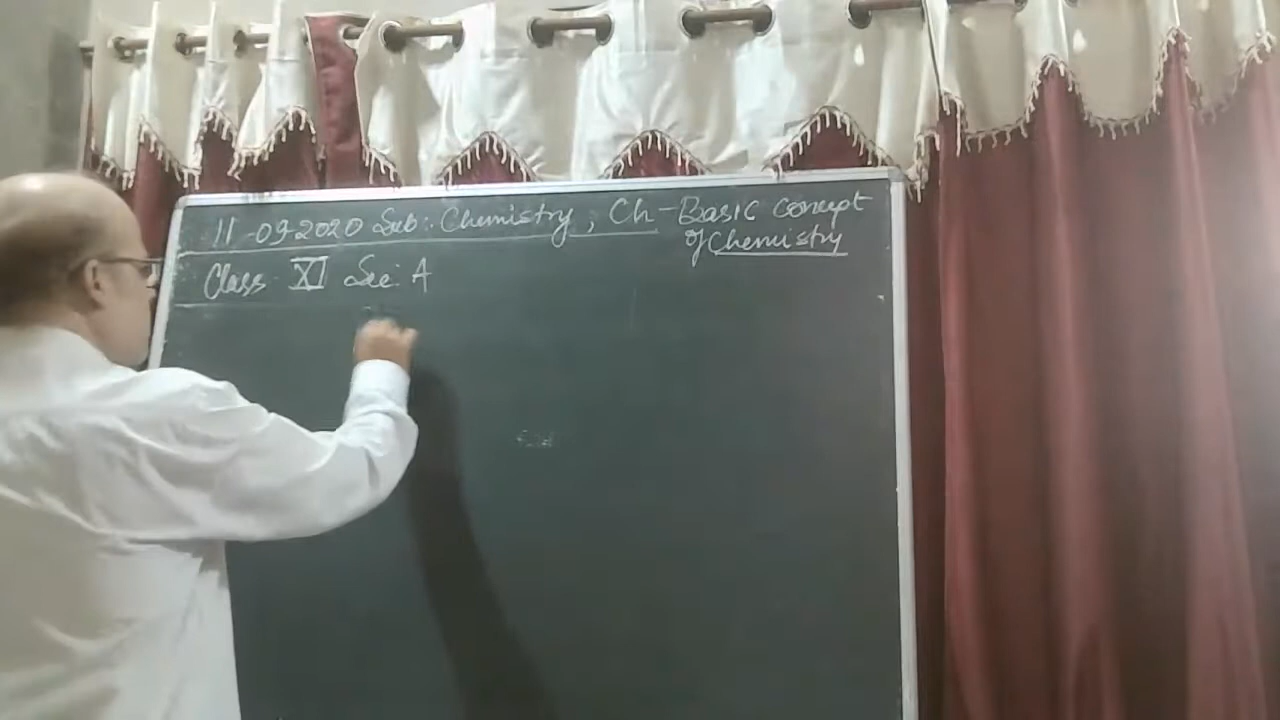 11-09-2020 Sub:- Chemistry, Ch-Basic concept
of Chemistry
Class XI Sec: A